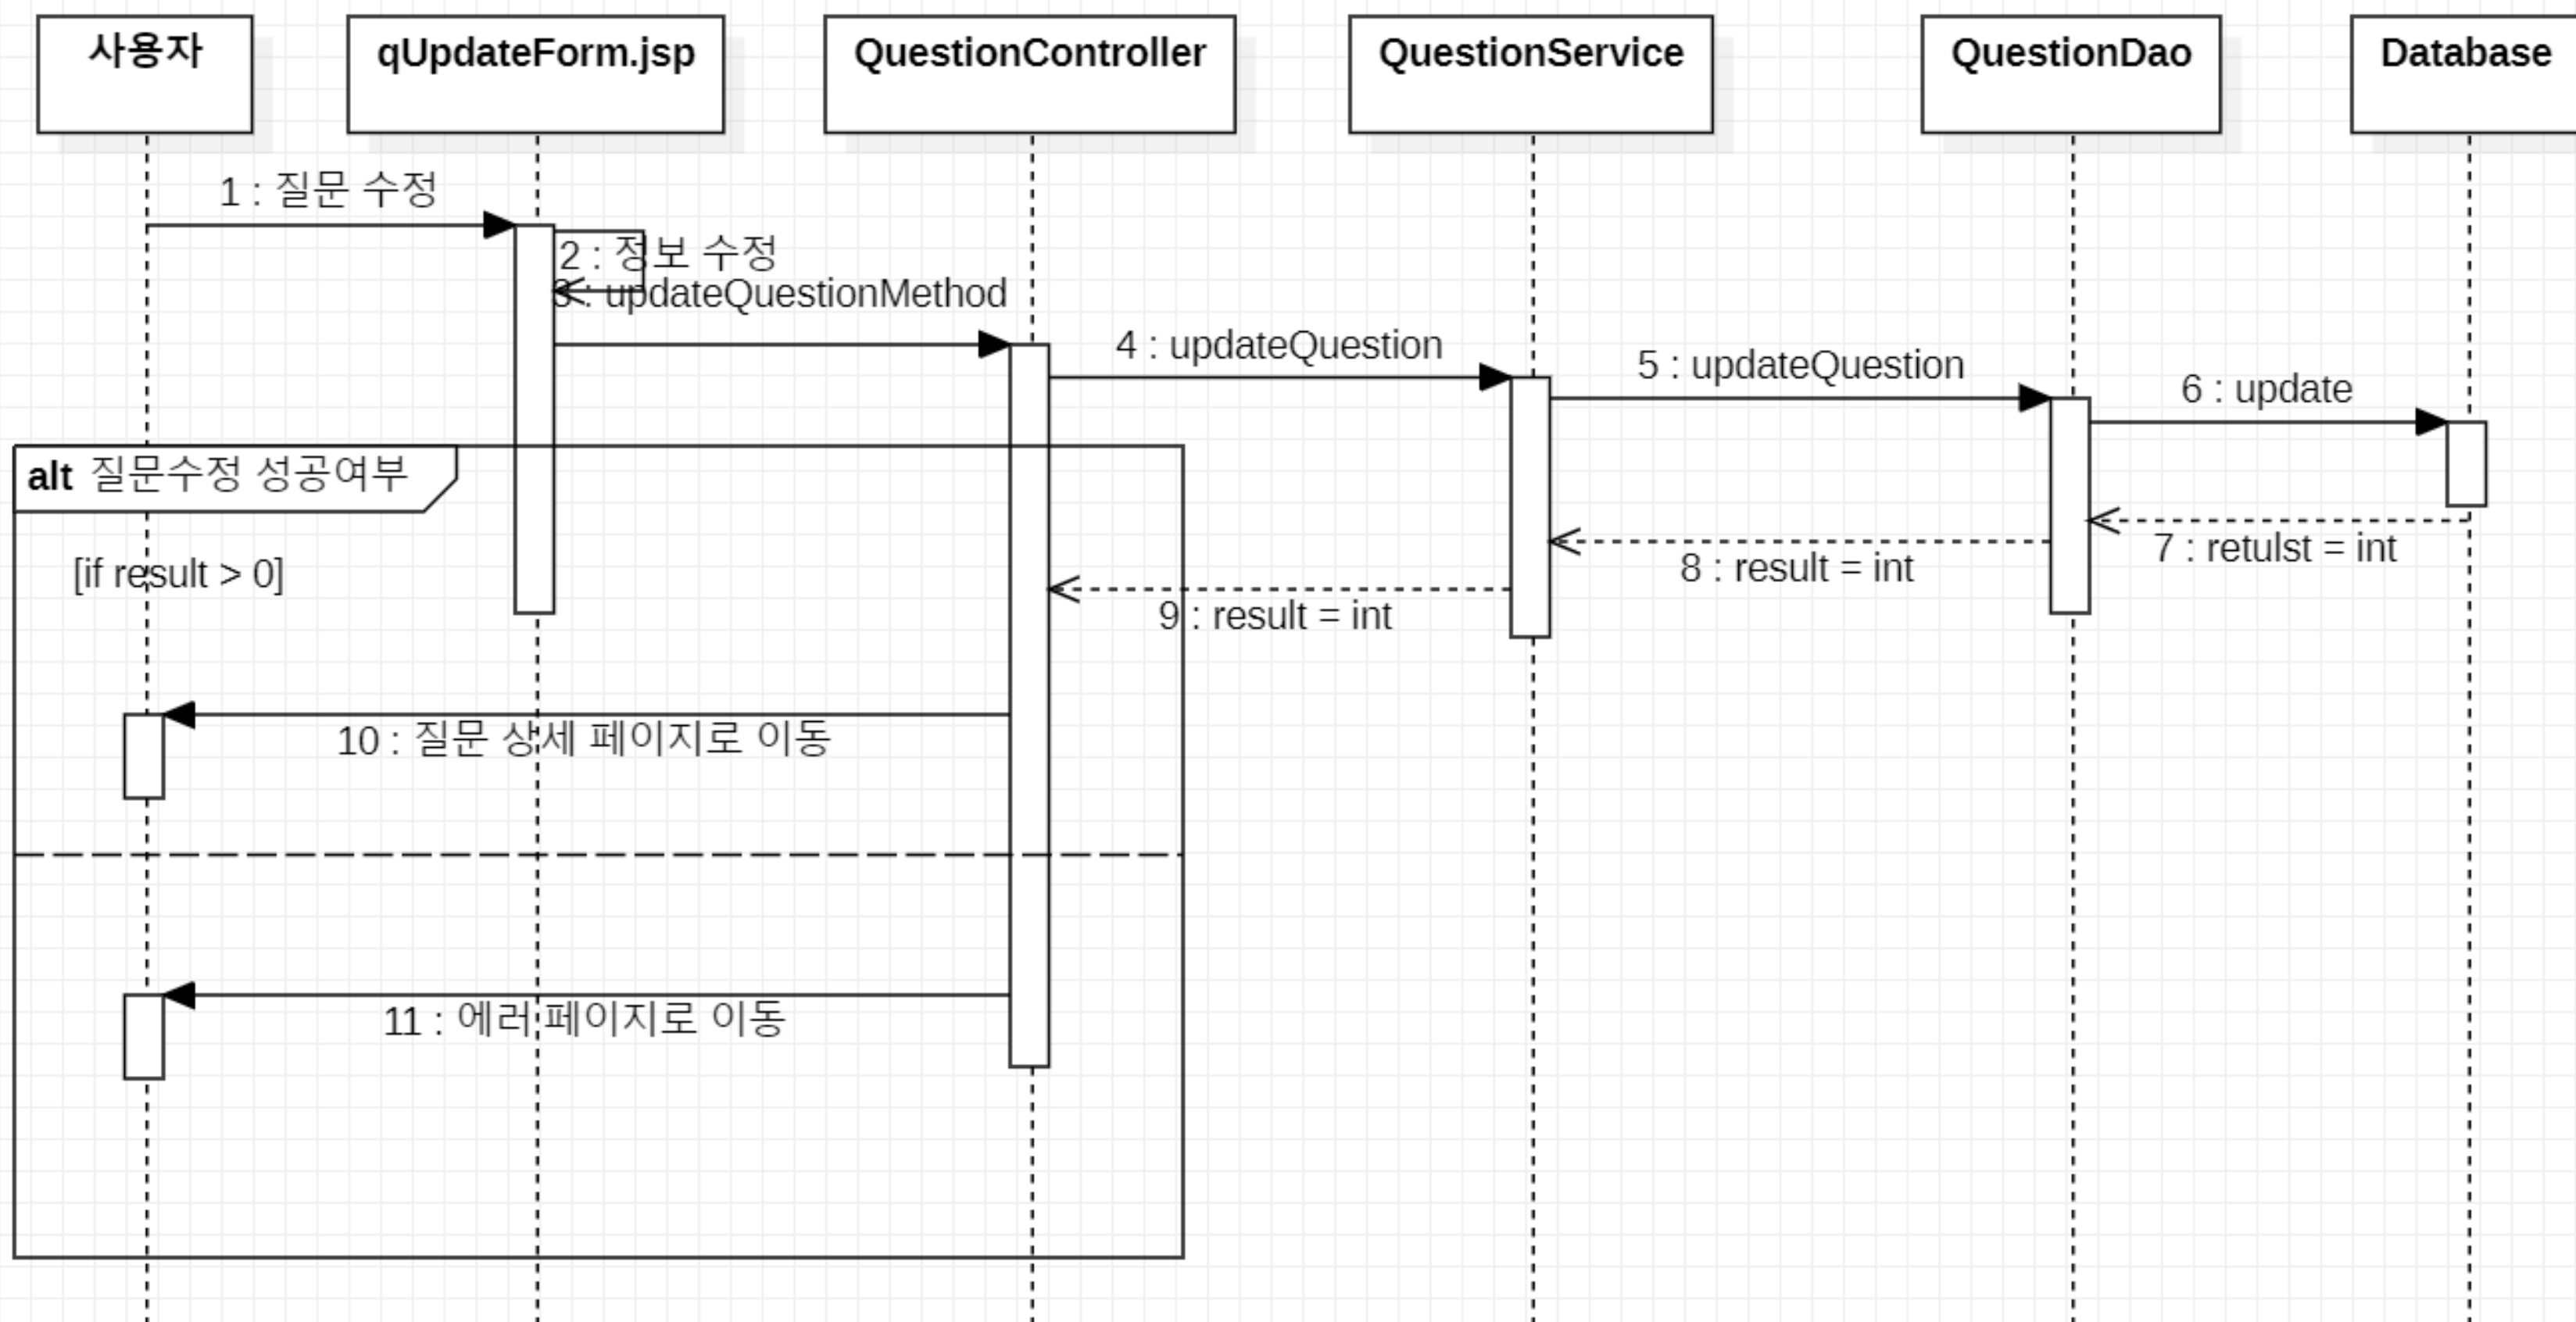 사용자
qUpdateForm.jsp
QuestionController
QuestionService
QuestionDao
Database
1 : 질문 수정
2 : 정보 수정
3 : updateQuestionMethod
4 : updateQuestion
5 : updateQuestion
6 : update
alt 질문수정 성공여부
[if result > 0]
7 : retulst = int
8 : result = int
9 : result = int
10 : 질문 상세 페이지로 이동
11 : 에러 페이지로 이동